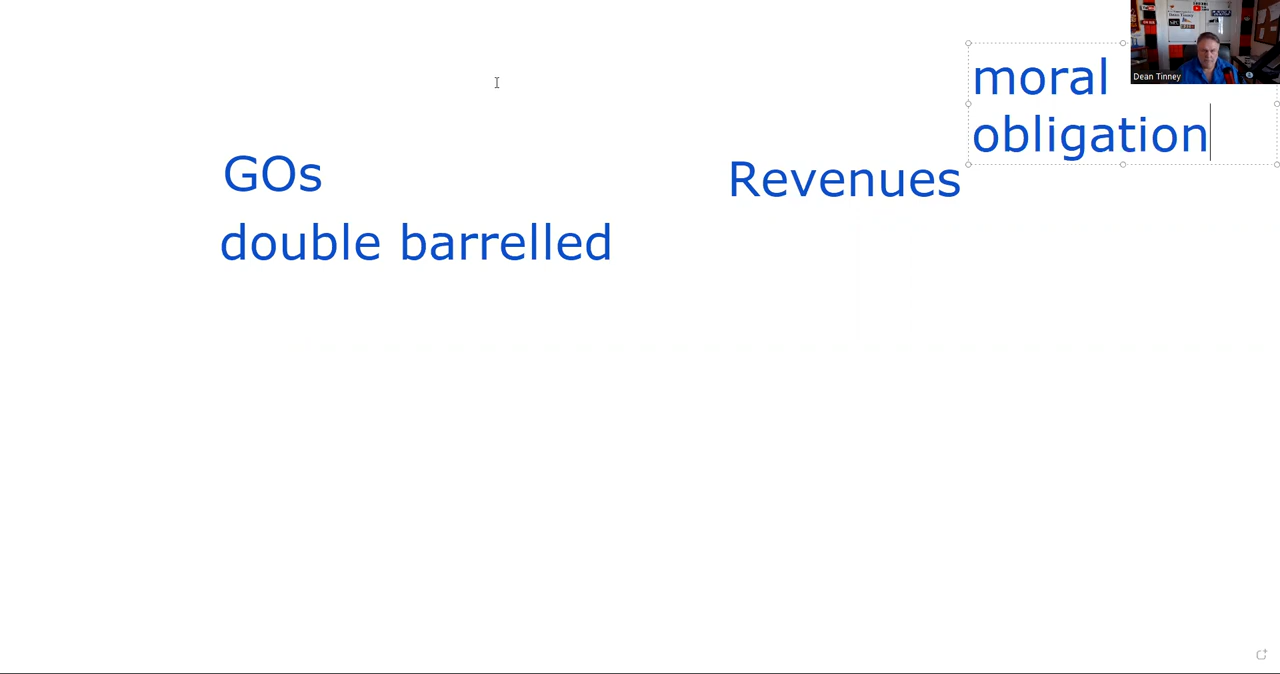 moral
obligation
Dean Tinney
GOs
Revenues
double barrelled